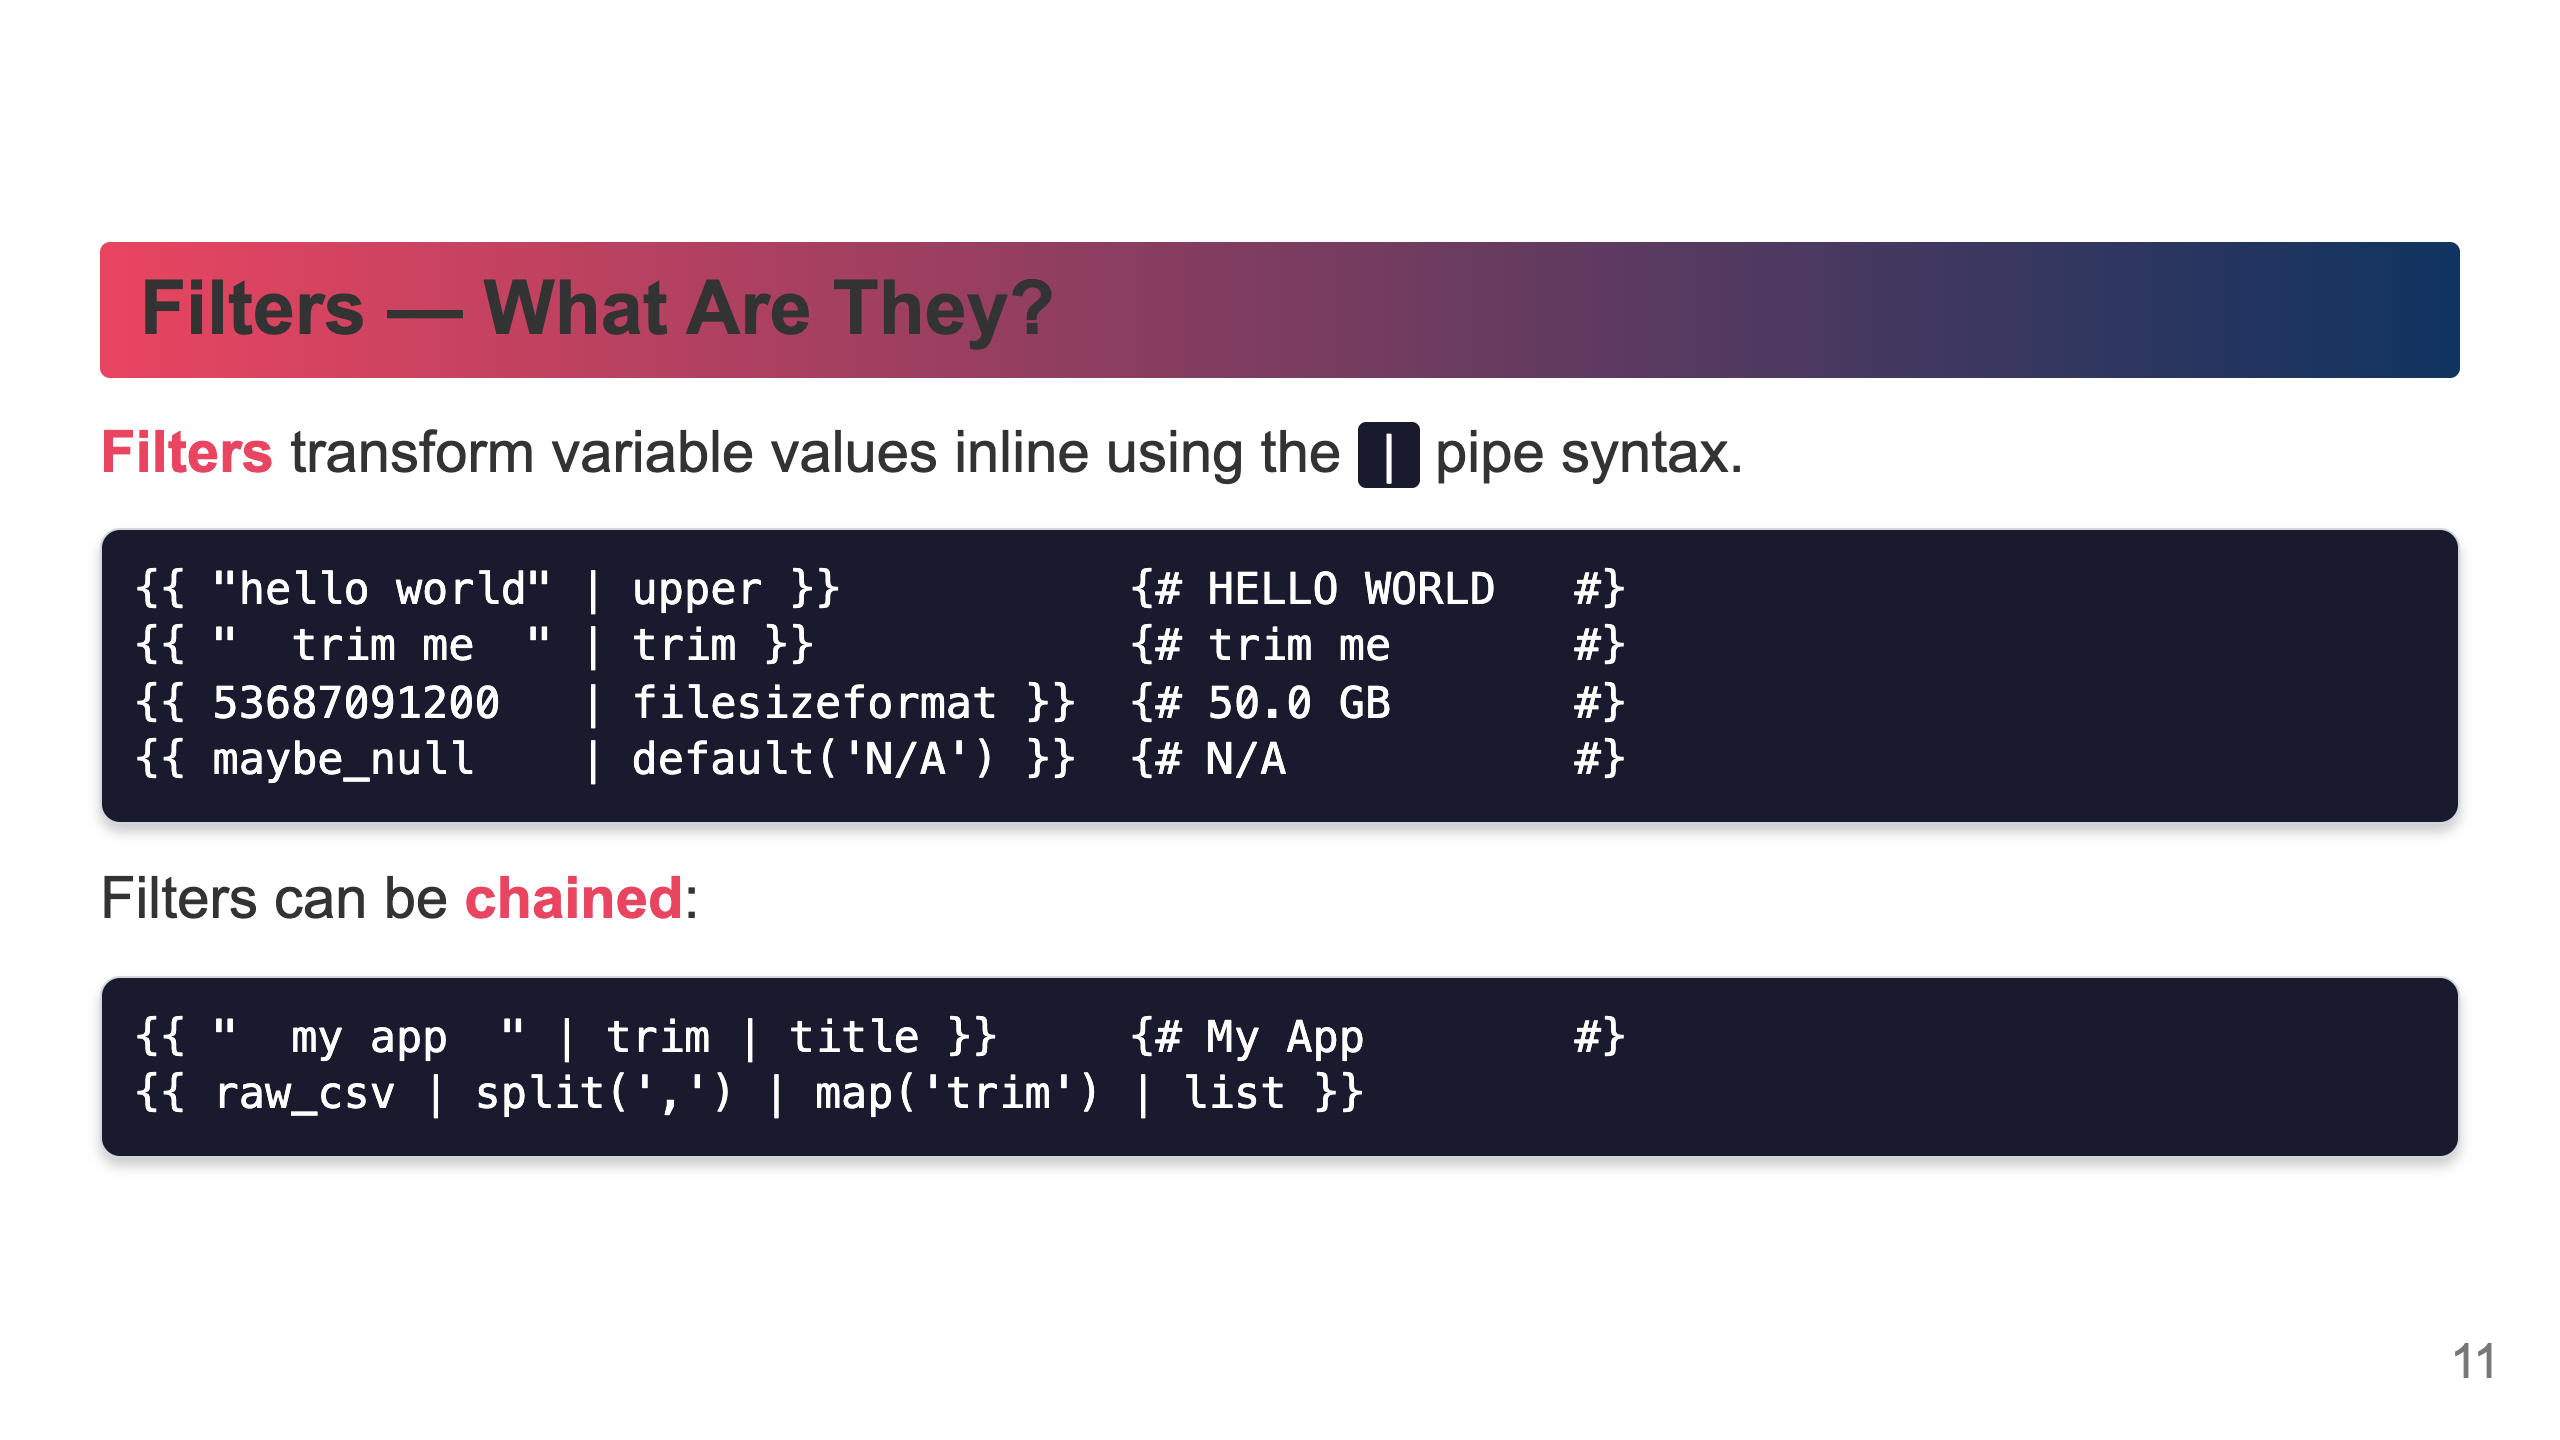 Filters — What Are They?
Filters transform variable values inline using the | pipe syntax.
{{ "hello world" | upper }}           {# HELLO WORLD   #}
{{ "  trim me  " | trim }}            {# trim me       #}
{{ 53687091200   | filesizeformat }}  {# 50.0 GB       #}
{{ maybe_null    | default('N/A') }}  {# N/A           #}
Filters can be chained:
{{ "  my app  " | trim | title }}     {# My App        #}
{{ raw_csv | split(',') | map('trim') | list }}
11